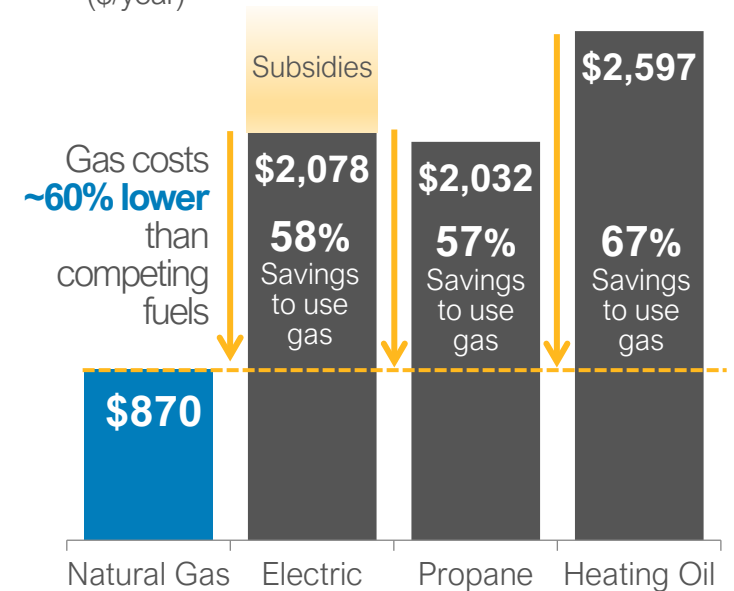 ($/year)
Subsidies
$2,597
Gas costs
~60% lower
than
competing
fuels
$2,078
58%
Savings
to use
gas
$2,032
57%
Savings
to use
gas
67%
Savings
to use
gas
$870
Natural Gas
Electric
Propane
Heating Oil